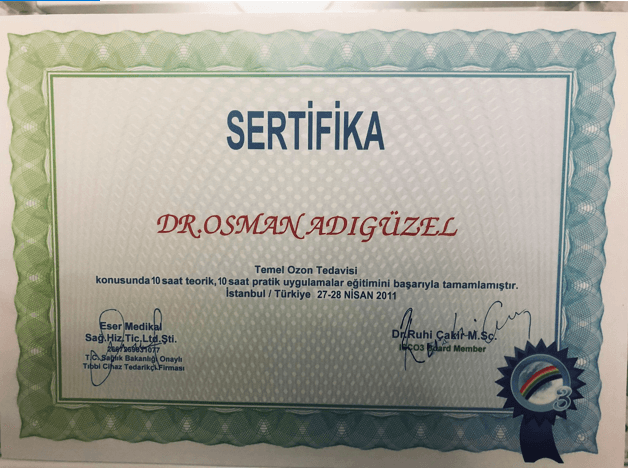 SERTİFİKA
DR.OSMAN ADIGÜZEL
Temel Ozon Tedavisi
konusunda 10 saat teorik, 10 saat pratik uygulamalar eğitimini başarıyla tamamlamıştır.
İstanbul / Türkiye 27-28 NİSAN 2011
Eser Medikal
Sağ.Hiz.Tic.Ltd.Şti.
T.C. Sağlık Bakanlığı Onaylı
Tıbbi Cihaz Tedarikçi Firması
Dr.Ruhi Çakır M.Sc.
Board Member